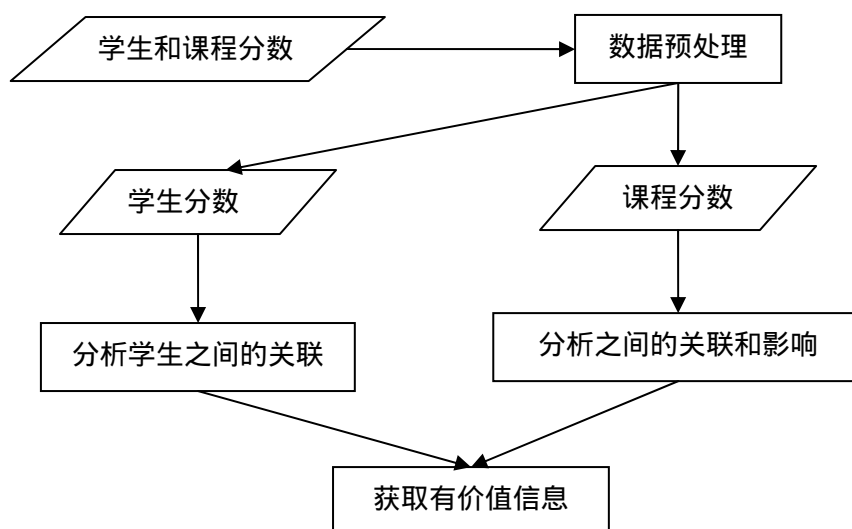 学生和课程分数
数据预处理
学生分数
课程分数
分析学生之间的关联
分析之间的关联和影响
获取有价值信息